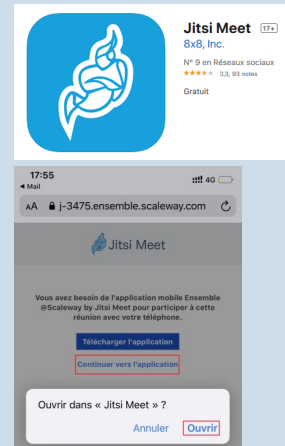 Jitsi Meet 17+
8x8, Inc.
N° 9 en Réseaux sociaux
★★★★★ 3,3, 93 notes
Gratuit
17:55
4G
◀ Mail
AA j-3475.ensemble.scaleway.com
Jitsi Meet
Vous avez besoin de l'application mobile Ensemble
@Scaleway by Jitsi Meet pour participer à cette
réunion avec votre téléphone.
Télécharger l'application
Continuer vers l'application
Ouvrir dans « Jitsi Meet » ?
Annuler Ouvrir